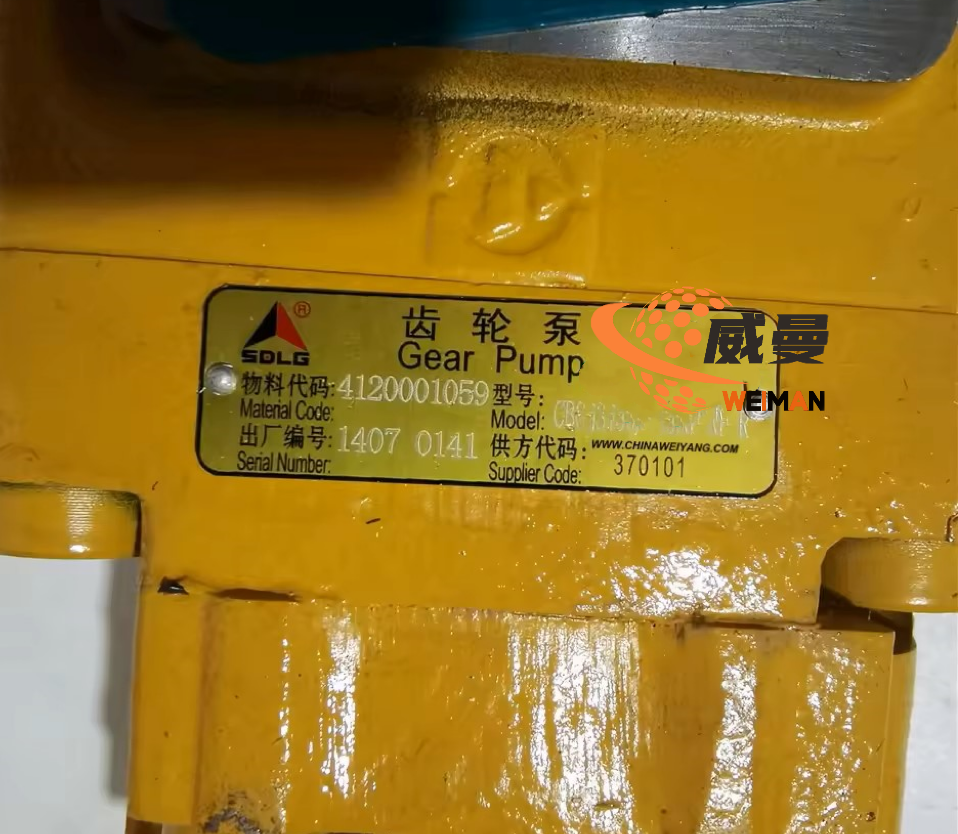 SDLG ®
齿轮泵
Gear Pump
物料代码: 4120001059 型号:
Material Code: Model:
出厂编号: 1407 0141 供方代码: 370101
Serial Number: Supplier Code:
威曼
WEIMAN
WWW.CHINAWEIYANG.COM